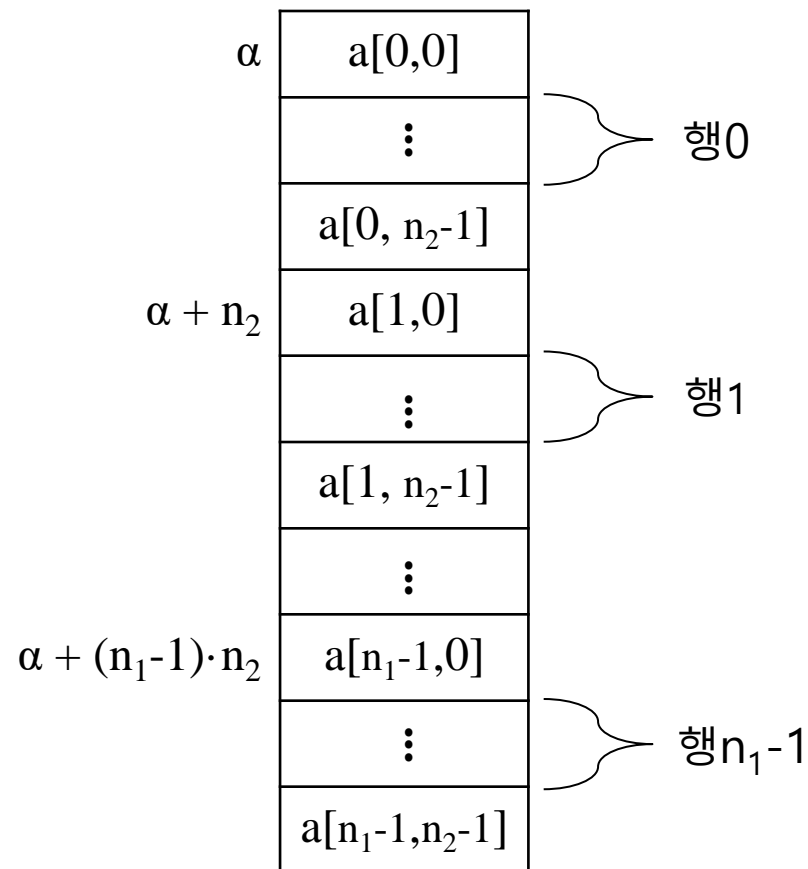 α a[0,0]
⋮ 행0
a[0, n₂-1]
α + n₂ a[1,0]
⋮ 행1
a[1, n₂-1]
⋮
α + (n₁-1)·n₂ a[n₁-1,0]
⋮ 행n₁-1
a[n₁-1,n₂-1]